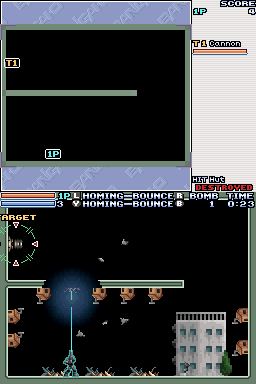 SCORE
1P 4
T1 Cannon
T1
1P
HIT Hut
DESTROYED
1P L HOMING-BOUNCE R BOMB TIME
3 Y HOMING-BOUNCE B 1 0:23
TARGET